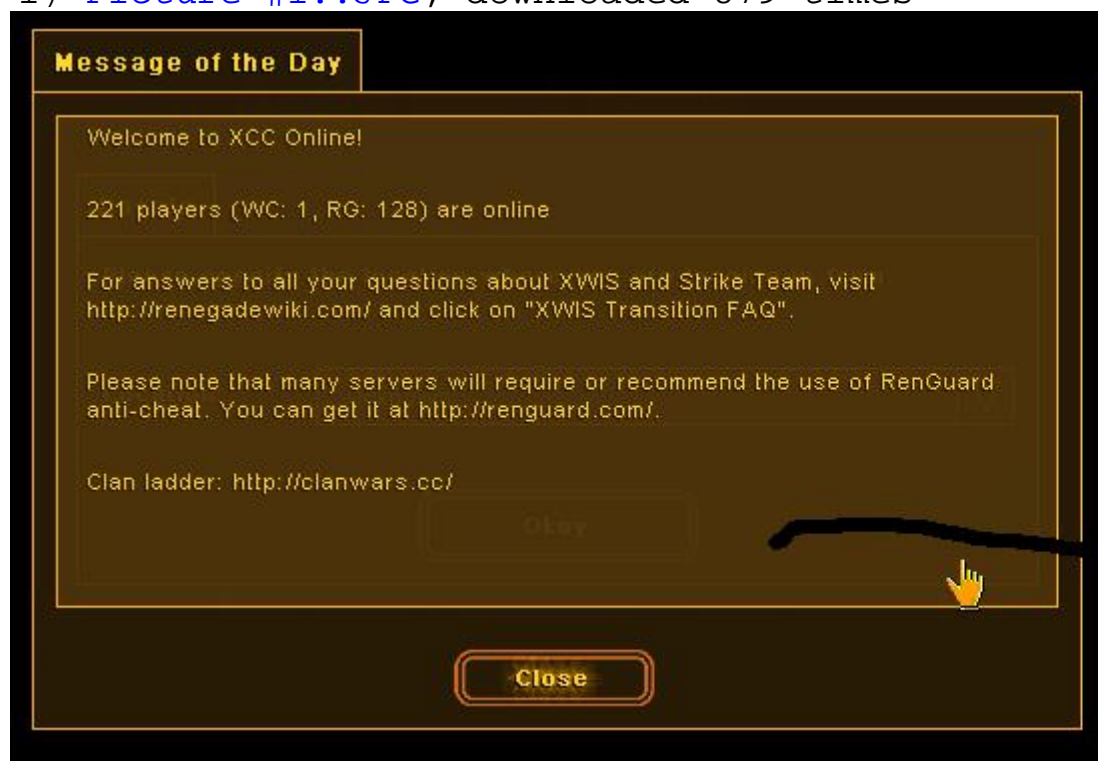 Message of the Day
Welcome to XCC Online!
221 players (WC: 1, RG: 128) are online
For answers to all your questions about XWIS and Strike Team, visit
http://renegadewiki.com/ and click on "XWIS Transition FAQ".
Please note that many servers will require or recommend the use of RenGuard
anti-cheat. You can get it at http://renguard.com/.
Clan ladder: http://clanwars.cc/
Okay
Close